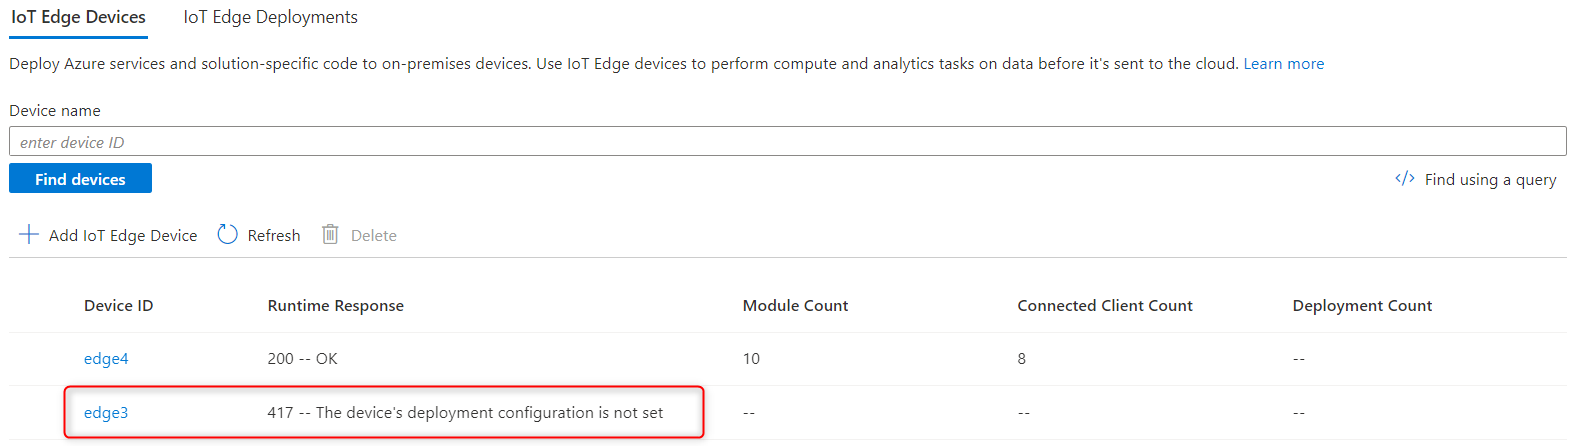 IoT Edge Devices IoT Edge Deployments
Deploy Azure services and solution-specific code to on-premises devices. Use IoT Edge devices to perform compute and analytics tasks on data before it's sent to the cloud. Learn more
Device name
enter device ID
Find devices </> Find using a query
Add IoT Edge Device Refresh Delete
Device ID Runtime Response Module Count Connected Client Count Deployment Count
edge4 200 -- OK 10 8 --
edge3 417 -- The device's deployment configuration is not set -- -- --